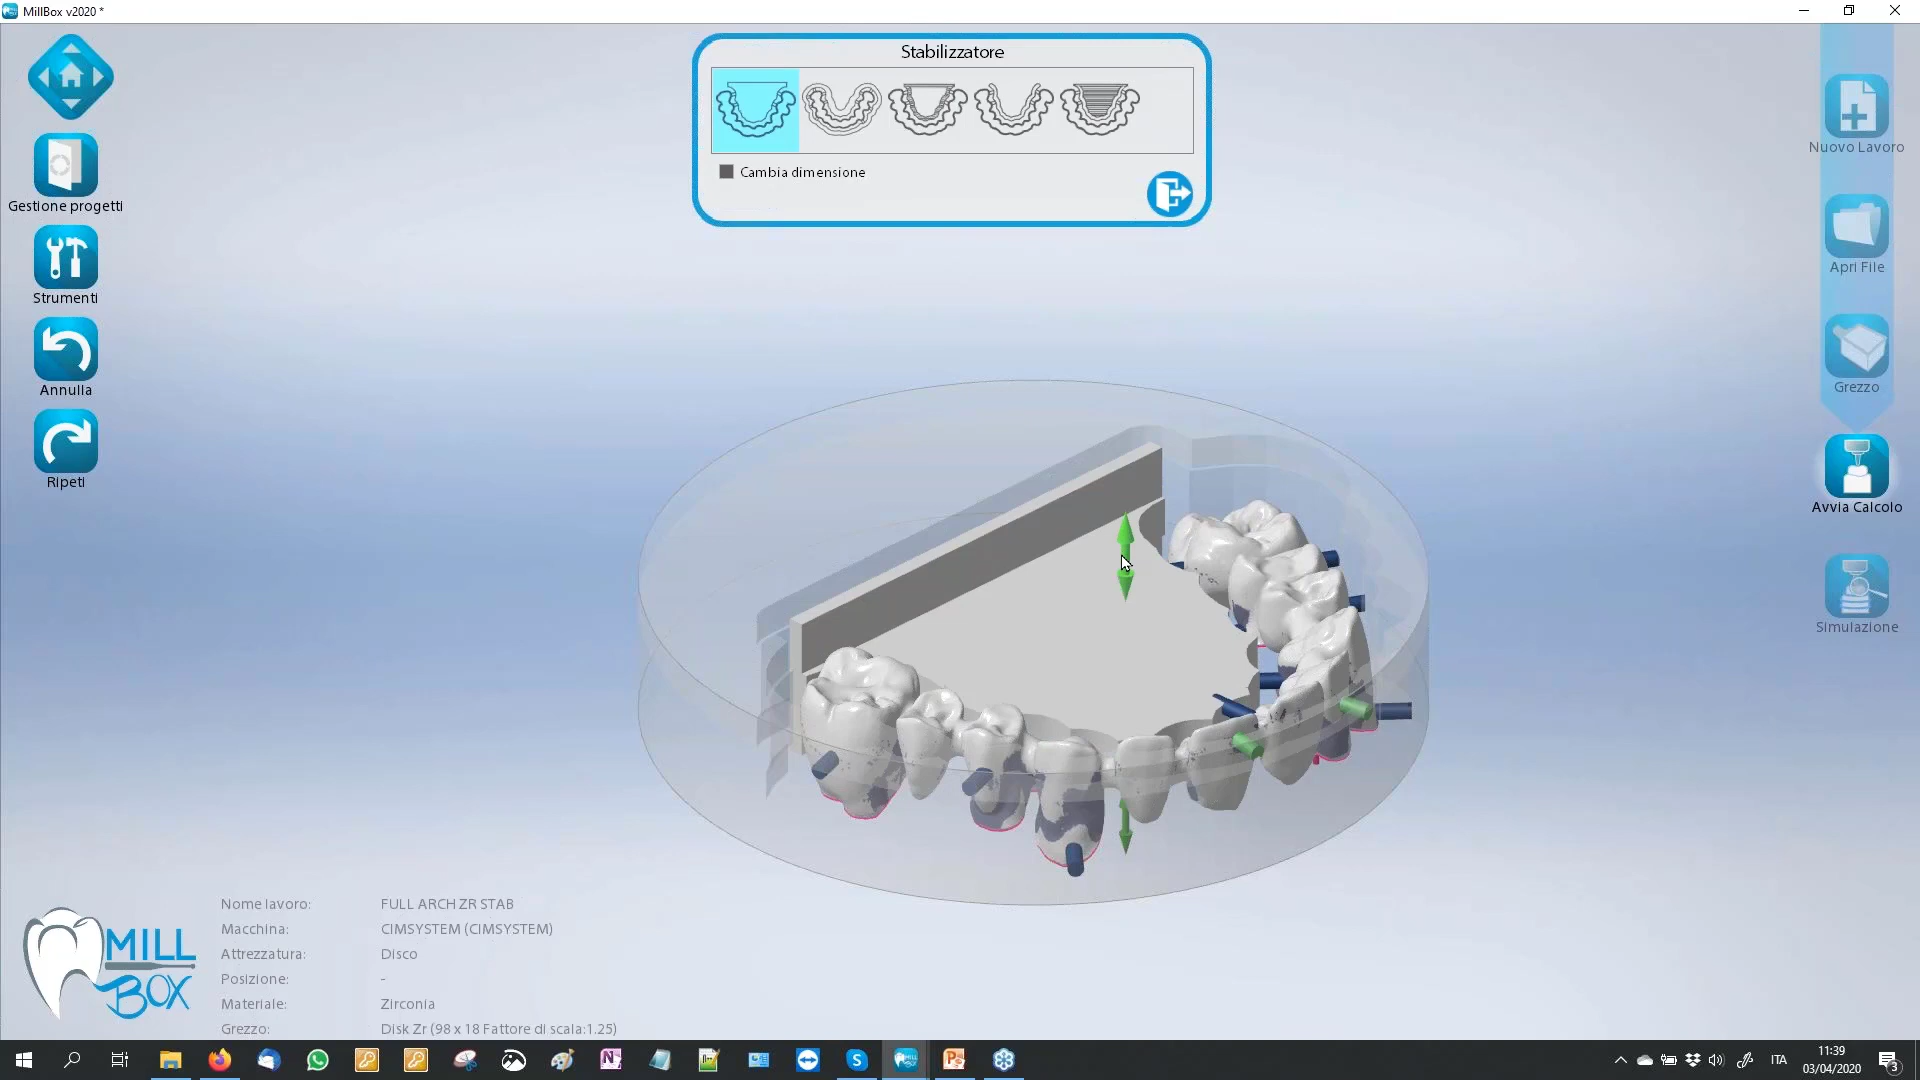 MillBox v2020 *
Stabilizzatore
Cambia dimensione
Gestione progetti
Strumenti
Annulla
Ripeti
Nuovo Lavoro
Apri File
Grezzo
Avvia Calcolo
Simulazione
MILL
BOX
Nome lavoro: FULL ARCH ZR STAB
Macchina: CIMSYSTEM (CIMSYSTEM)
Attrezzatura: Disco
Posizione: -
Materiale: Zirconia
Grezzo: Disk Zr (98 x 18 Fattore di scala:1.25)
ITA
11:39
03/04/2020
3